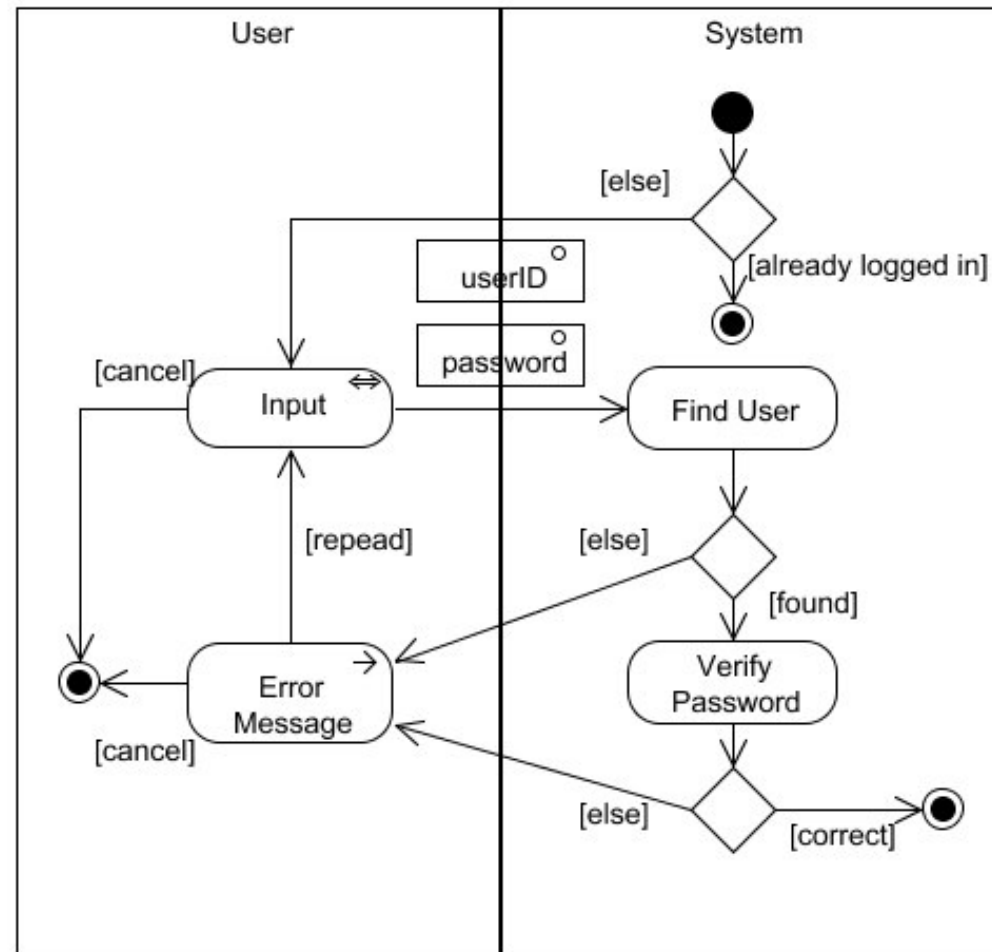 User
System
[else]
[already logged in]
userID
password
[cancel]
Input
Find User
[repead]
[else]
[found]
Error
Message
Verify
Password
[cancel]
[else]
[correct]